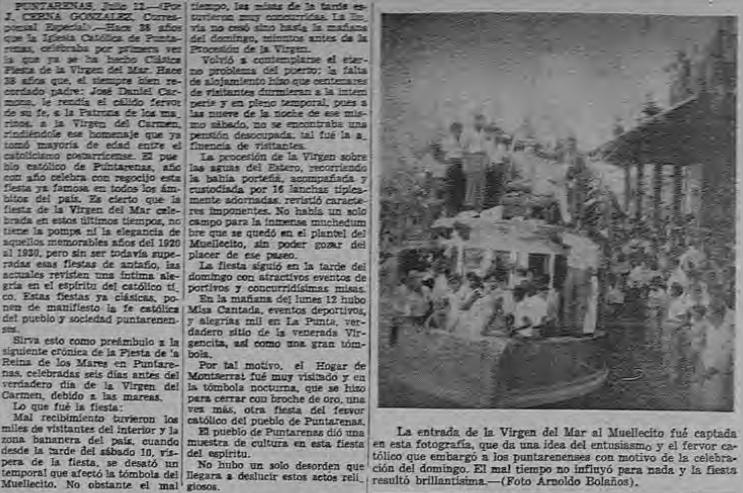 PUNTARENAS, Julio 12.—(Por
J. CERNA GONZALEZ, Corres-
ponsal Especial).—Hace 38 años
que la Iglesia Católica de Punta-
renas, celebraba por primera vez
la que ya se ha hecho Clásica
Fiesta de la Virgen del Mar. Hace
38 años que, el siempre bien re-
cordado padre: José Daniel Car-
mona, le rendía el cálido fervor
de su fe, a la Patrona de los ma-
rinos, a la Virgen del Carmen,
rindiéndole ese homenaje que ya
tomó mayoría de edad entre el
catolicismo costarricense. El pue
blo católico de Puntarenas, año
con año celebra con regocijo esta
fiesta ya famosa en todos los ám-
bitos del país. Es cierto que la
fiesta de la Virgen del Mar cele-
brada en estos últimos tiempos, no
tiene la pompa ni la elegancia de
aquellos memorables años del 1920
al 1930, pero sin ser todavía supe-
radas esas fiestas de antaño, las
actuales revisten una íntima ale-
gría en el espíritu del católico ti-
co. Estas fiestas ya clásicas, po-
nen de manifiesto la fe católica
del pueblo y sociedad puntarenen-
ses.
Sirva esto como preámbulo a la
siguiente crónica de la Fiesta de la
Reina de los Mares en Puntare-
nas, celebradas seis días antes del
verdadero día de la Virgen del
Carmen, debido a las mareas.
Lo que fué la fiesta:
Mal recibimiento tuvieron los
miles de visitantes del interior y la
zona bananera del país, cuando
desde la tarde del sábado 10, vís-
pera de la fiesta, se desató un
temporal que afectó la tómbola del
Muellecito. No obstante el mal
tiempo, las misas de la tarde es-
tuvieron muy concurridas. La llu-
via no cesó sino hasta la mañana
del domingo, minutos antes de la
Procesión de la Virgen.
Volvió a contemplarse el eter-
no problema del puerto; la falta
de alojamiento hizo que centenares
de visitantes durmieran a la intem
perie y en pleno temporal, pues a
las nueve de la noche de ese mis-
mo sábado, no se encontraba una
pensión desocupada, tal fué la a-
fluencia de visitantes.
La procesión de la Virgen sobre
las aguas del Estero, recorriendo
la bahía porteña, acompañada y
custodiada por 16 lanchas típica-
mente adornadas, revistió caracte-
res imponentes. No había un solo
campo para la inmensa muchedum
bre que se quedó en el plantel del
Muellecito, sin poder gozar del
placer de ese paseo.
La fiesta siguió en la tarde del
domingo con atractivos eventos de
portivos y concurridísimas misas.
En la mañana del lunes 12 hubo
Misa Cantada, eventos deportivos,
y alegrías mil en La Punta, ver-
dadero sitio de la venerada Vir-
gencita, así como una gran tóm-
bola.
Por tal motivo, el Hogar de
Montserrat fué muy visitado y en
la tómbola nocturna, que se hizo
para cerrar con broche de oro, una
vez más, otra fiesta del fervor
católico del pueblo de Puntarenas.
El pueblo de Puntarenas dió una
muestra de cultura en esta fiesta
del espíritu.
No hubo un solo desorden que
llegara a deslucir estos actos reli-
giosos.
La entrada de la Virgen del Mar al Muellecito fué captada
en esta fotografía, que da una idea del entusiasmo y el fervor ca-
tólico que embargó a los puntarenenses con motivo de la celebra-
ción del domingo. El mal tiempo no influyó para nada y la fiesta
resultó brillantísima.—(Foto Arnoldo Bolaños).